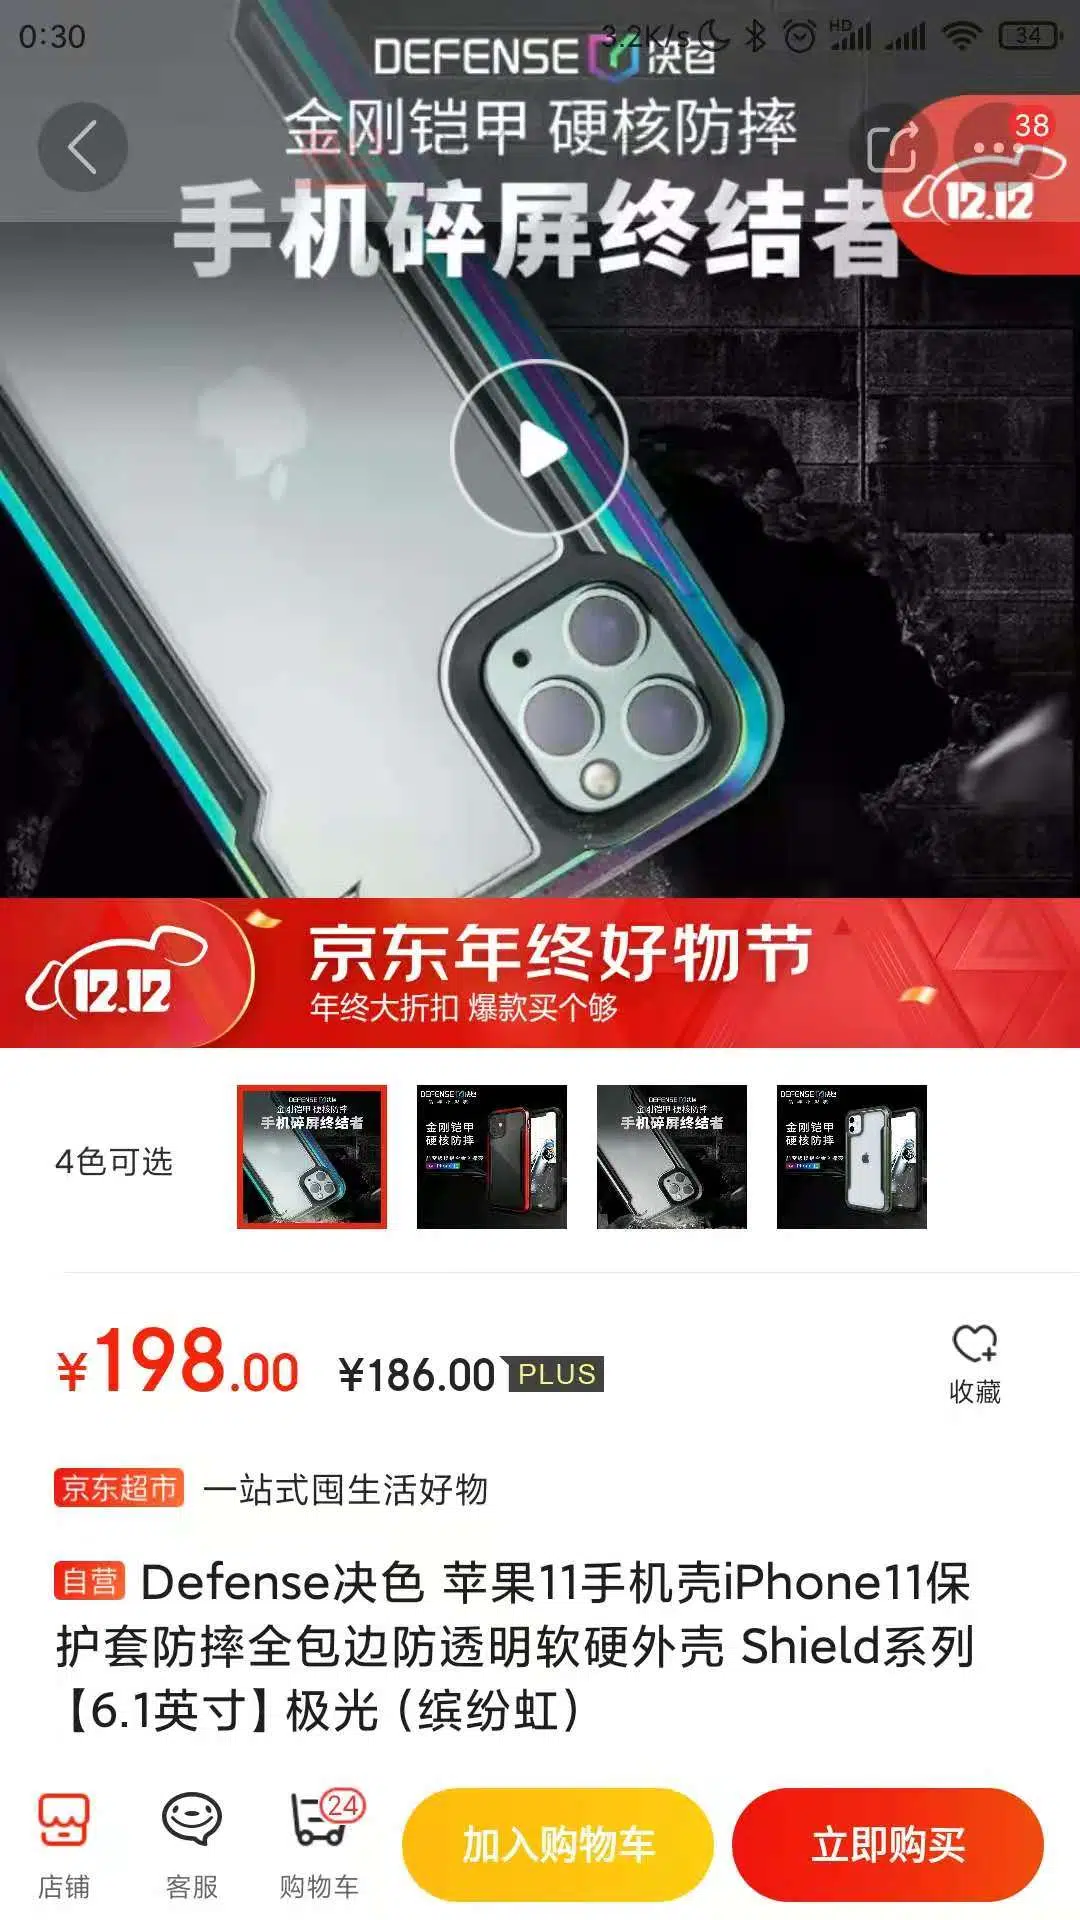 0:30
3.2K/s
HD
34
DEFENSE 决色
金刚铠甲 硬核防摔
手机碎屏终结者
38
12.12
12.12
京东年终好物节
年终大折扣 爆款买个够
4色可选
DEFENSE 决色
金刚铠甲 硬核防摔
手机碎屏终结者
DEFENSE 决色
金刚铠甲
硬核防摔
DEFENSE 决色
金刚铠甲 硬核防摔
手机碎屏终结者
DEFENSE 决色
金刚铠甲
硬核防摔
¥198.00
¥186.00
PLUS
收藏
京东超市 一站式囤生活好物
自营 Defense决色 苹果11手机壳iPhone11保
护套防摔全包边防透明软硬外壳 Shield系列
【6.1英寸】极光（缤纷虹）
24
店铺
客服
购物车
加入购物车
立即购买